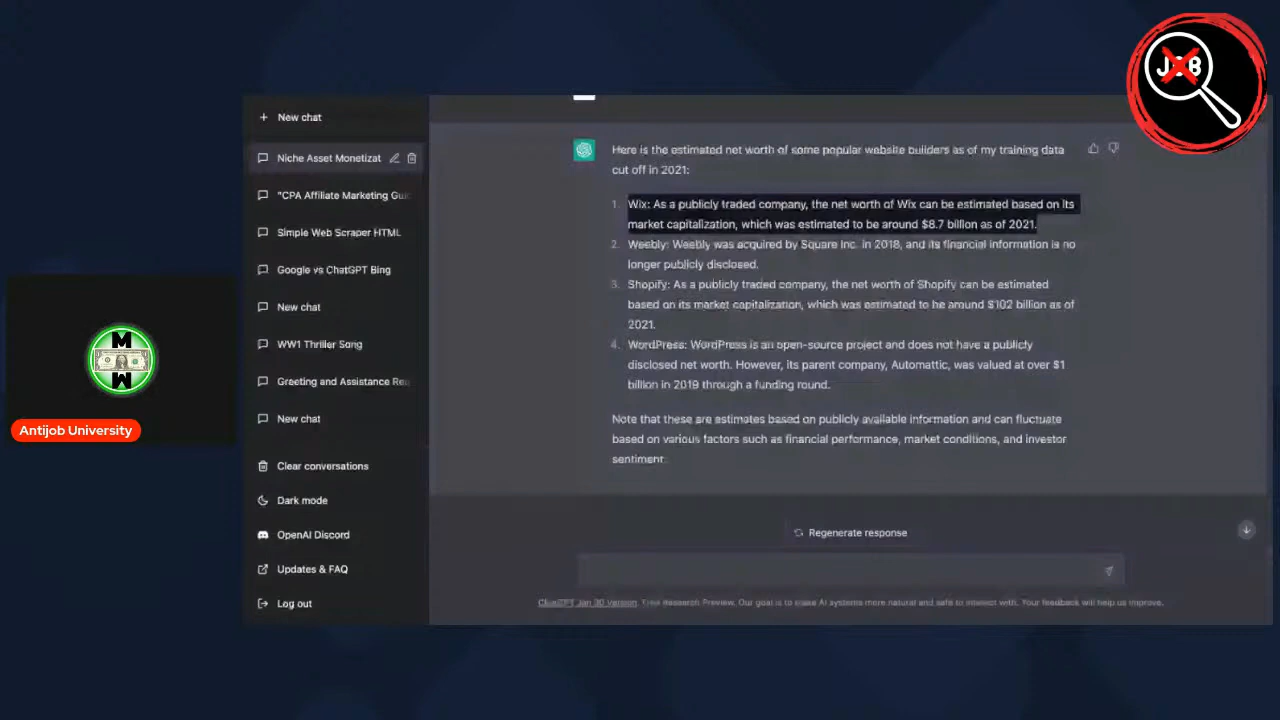 JOB
New chat
Niche Asset Monetizat
"CPA Affiliate Marketing Gui
Simple Web Scraper HTML
Google vs ChatGPT Bing
New chat
WW1 Thriller Song
Greeting and Assistance Re
New chat
Clear conversations
Dark mode
OpenAI Discord
Updates & FAQ
Log out
M
M
Antijob University
Here is the estimated net worth of some popular website builders as of my training data
cut off in 2021:
1. Wix: As a publicly traded company, the net worth of Wix can be estimated based on its
market capitalization, which was estimated to be around $8.7 billion as of 2021.
2. Weebly: Weebly was acquired by Square Inc. in 2018, and its financial information is no
longer publicly disclosed.
3. Shopify: As a publicly traded company, the net worth of Shopify can be estimated
based on its market capitalization, which was estimated to be around $102 billion as of
2021.
4. WordPress: WordPress is an open-source project and does not have a publicly
disclosed net worth. However, its parent company, Automattic, was valued at over $1
billion in 2019 through a funding round.
Note that these are estimates based on publicly available information and can fluctuate
based on various factors such as financial performance, market conditions, and investor
sentiment.
Regenerate response
ChatGPT Jan 30 Version. Free Research Preview. Our goal is to make AI systems more natural and safe to interact with. Your feedback will help us improve.